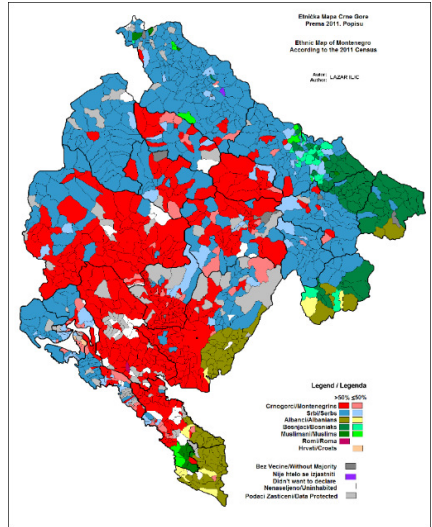 Etnička Mapa Crne Gore
Prema 2011. Popisu
Ethnic Map of Montenegro
According to the 2011 Census
Autor:
Author:
LAZAR ILIC
Legend / Legenda
>50% ≤50%
Crnogorci/Montenegrins
Srbi/Serbs
Albanci/Albanians
Bosnjaci/Bosniaks
Muslimani/Muslims
Romi/Roma
Hrvati/Croats
Bez Vecine/Without Majority
Nije htelo se izjastniti
Didn't want to declare
Nenaseljeno/Uninhabited
Podaci Zasticeni/Data Protected